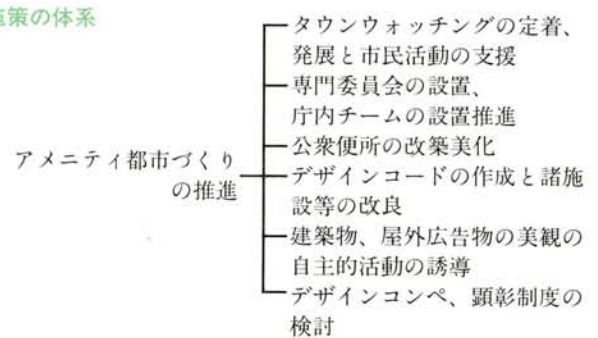 施策の体系
タウンウォッチングの定着、
発展と市民活動の支援
専門委員会の設置、
庁内チームの設置推進
公衆便所の改築美化
アメニティ都市づくり
の推進
デザインコードの作成と諸施
設等の改良
建築物、屋外広告物の美観の
自主的活動の誘導
デザインコンペ、顕彰制度の
検討